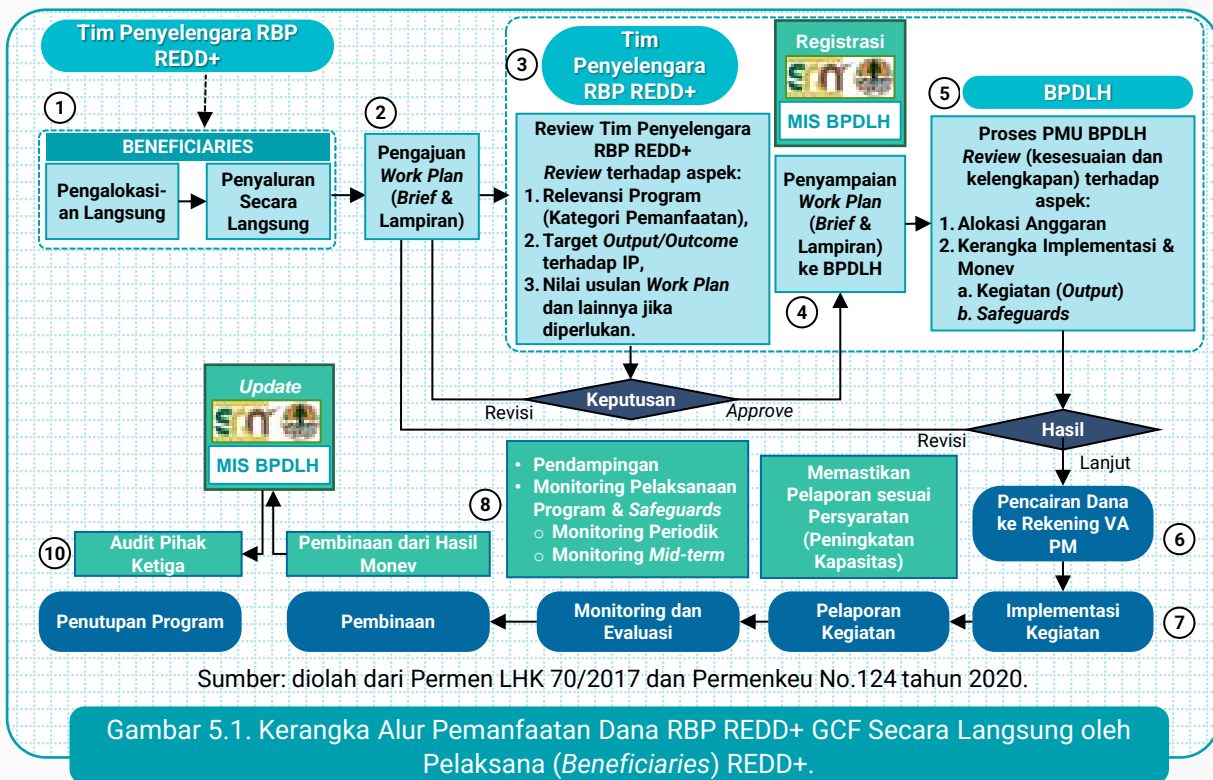 Tim Penyelengara RBP
REDD+
1
BENEFICIARIES
Pengalokasi-
an Langsung
Penyaluran
Secara
Langsung
2
Pengajuan
Work Plan
(Brief &
Lampiran)
3
Tim
Penyelengara
RBP REDD+
Review Tim Penyelengara
RBP REDD+
Review terhadap aspek:
1. Relevansi Program
(Kategori Pemanfaatan),
2. Target Output/Outcome
terhadap IP,
3. Nilai usulan Work Plan
dan lainnya jika
diperlukan.
Registrasi
srn
MIS BPDLH
Penyampaian
Work Plan
(Brief &
Lampiran)
ke BPDLH
4
5
BPDLH
Proses PMU BPDLH
Review (kesesuaian dan
kelengkapan) terhadap
aspek:
1. Alokasi Anggaran
2. Kerangka Implementasi &
Monev
a. Kegiatan (Output)
b. Safeguards
Revisi
Keputusan
Approve
Revisi
Hasil
Lanjut
Update
srn
MIS BPDLH
8
• Pendampingan
• Monitoring Pelaksanaan
Program & Safeguards
○ Monitoring Periodik
○ Monitoring Mid-term
Memastikan
Pelaporan sesuai
Persyaratan
(Peningkatan
Kapasitas)
Pencairan Dana
ke Rekening VA
PM
6
10
Audit Pihak
Ketiga
Pembinaan dari Hasil
Monev
Penutupan Program
Pembinaan
Monitoring dan
Evaluasi
Pelaporan
Kegiatan
Implementasi
Kegiatan
7
Sumber: diolah dari Permen LHK 70/2017 dan Permenkeu No.124 tahun 2020.
Gambar 5.1. Kerangka Alur Pemanfaatan Dana RBP REDD+ GCF Secara Langsung oleh
Pelaksana (Beneficiaries) REDD+.